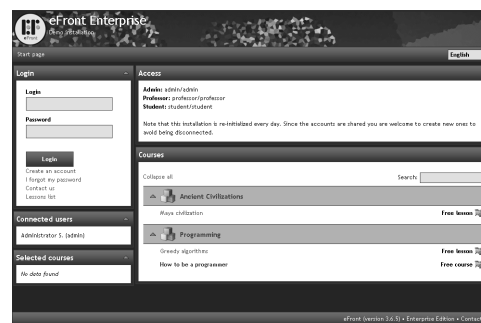 eFront Enterprise
Demo installation
eFront
Start page
English
Login
Login
Password
Login
Create an account
I forgot my password
Contact us
Lessons list
Connected users
Administrator S. (admin)
Selected courses
No data found
Access
Admin: admin/admin
Professor: professor/professor
Student: student/student
Note that this installation is re-initialized every day. Since the accounts are shared you are welcome to create new ones to
avoid being disconnected.
Courses
Collapse all
Search:
Ancient Civilizations
Maya civilization Free lesson
Programming
Greedy algorithms Free lesson
How to be a programmer Free course
eFront (version 3.6.5) • Enterprise Edition • Contact